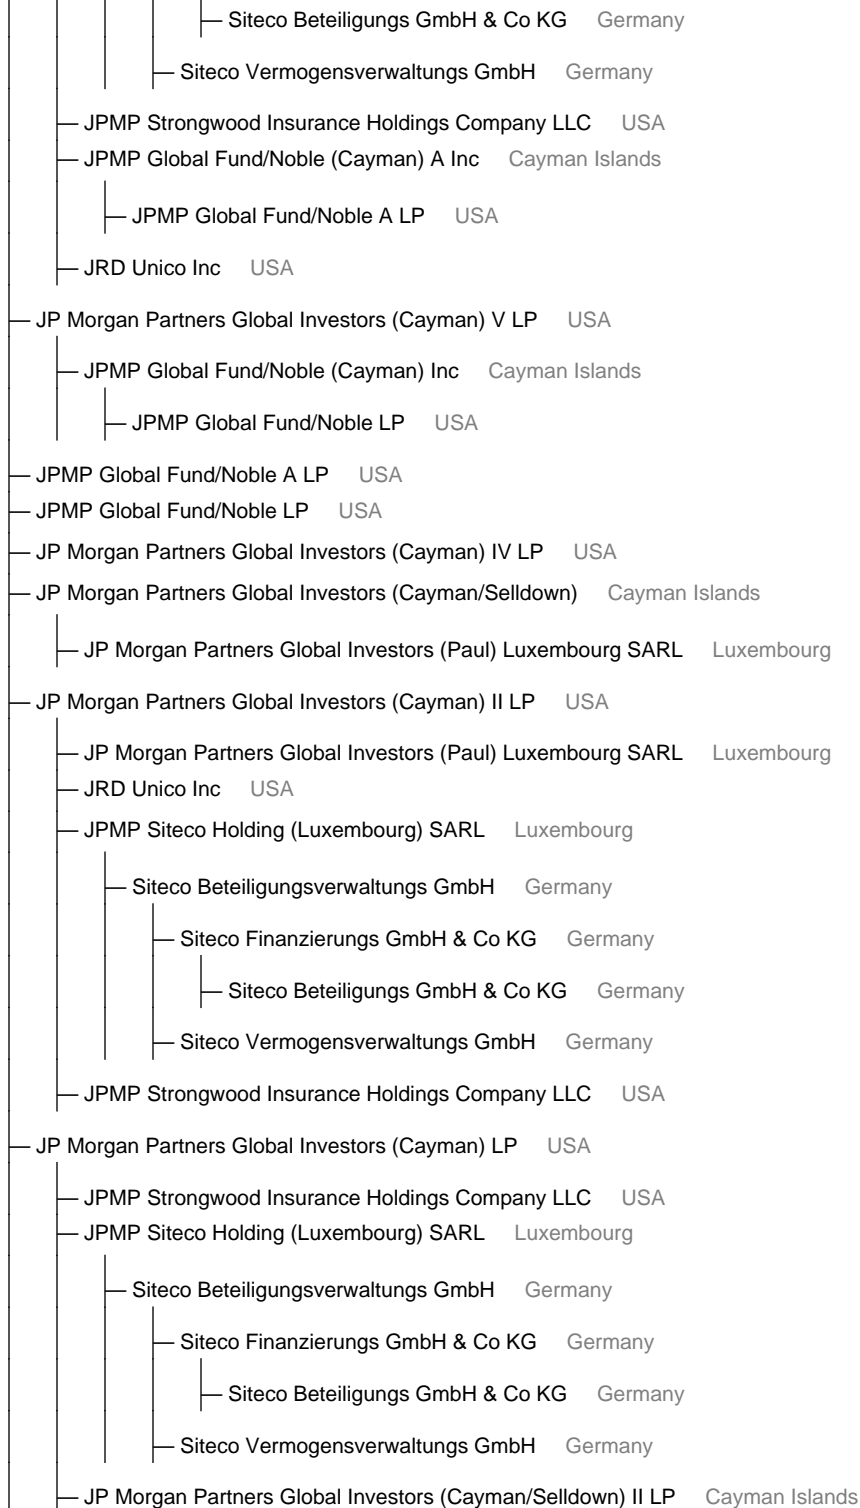 Siteco Beteiligungs GmbH & Co KG Germany
Siteco Vermogensverwaltungs GmbH Germany
JPMP Strongwood Insurance Holdings Company LLC USA
JPMP Global Fund/Noble (Cayman) A Inc Cayman Islands
JPMP Global Fund/Noble A LP USA
JRD Unico Inc USA
JP Morgan Partners Global Investors (Cayman) V LP USA
JPMP Global Fund/Noble (Cayman) Inc Cayman Islands
JPMP Global Fund/Noble LP USA
JPMP Global Fund/Noble A LP USA
JPMP Global Fund/Noble LP USA
JP Morgan Partners Global Investors (Cayman) IV LP USA
JP Morgan Partners Global Investors (Cayman/Selldown) Cayman Islands
JP Morgan Partners Global Investors (Paul) Luxembourg SARL Luxembourg
JP Morgan Partners Global Investors (Cayman) II LP USA
JP Morgan Partners Global Investors (Paul) Luxembourg SARL Luxembourg
JRD Unico Inc USA
JPMP Siteco Holding (Luxembourg) SARL Luxembourg
Siteco Beteiligungsverwaltungs GmbH Germany
Siteco Finanzierungs GmbH & Co KG Germany
Siteco Beteiligungs GmbH & Co KG Germany
Siteco Vermogensverwaltungs GmbH Germany
JPMP Strongwood Insurance Holdings Company LLC USA
JP Morgan Partners Global Investors (Cayman) LP USA
JPMP Strongwood Insurance Holdings Company LLC USA
JPMP Siteco Holding (Luxembourg) SARL Luxembourg
Siteco Beteiligungsverwaltungs GmbH Germany
Siteco Finanzierungs GmbH & Co KG Germany
Siteco Beteiligungs GmbH & Co KG Germany
Siteco Vermogensverwaltungs GmbH Germany
JP Morgan Partners Global Investors (Cayman/Selldown) II LP Cayman Islands